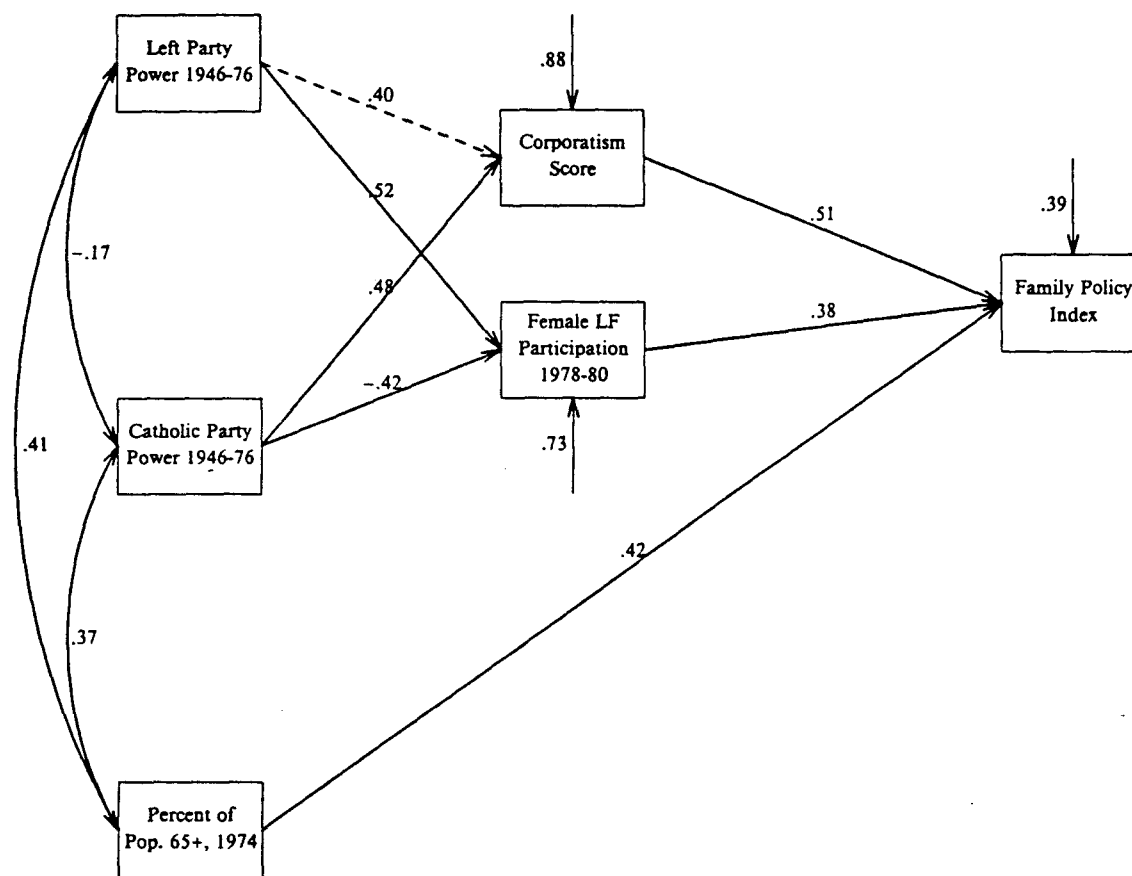 Left Party
Power 1946-76
.88
.40
Corporatism
Score
.52
.39
.51
-.17
.48
Family Policy
Index
Female LF
Participation
1978-80
.38
-.42
Catholic Party
Power 1946-76
.41
.73
.42
.37
Percent of
Pop. 65+, 1974